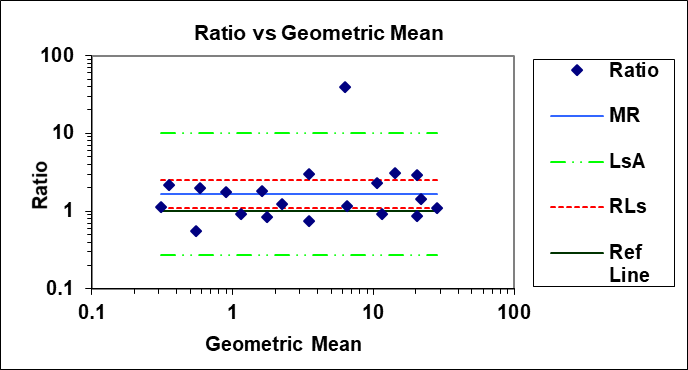 Ratio vs Geometric Mean
100
10
1
0.1
Ratio
0.1
1
10
100
Geometric Mean
Ratio
MR
LsA
RLs
Ref
Line